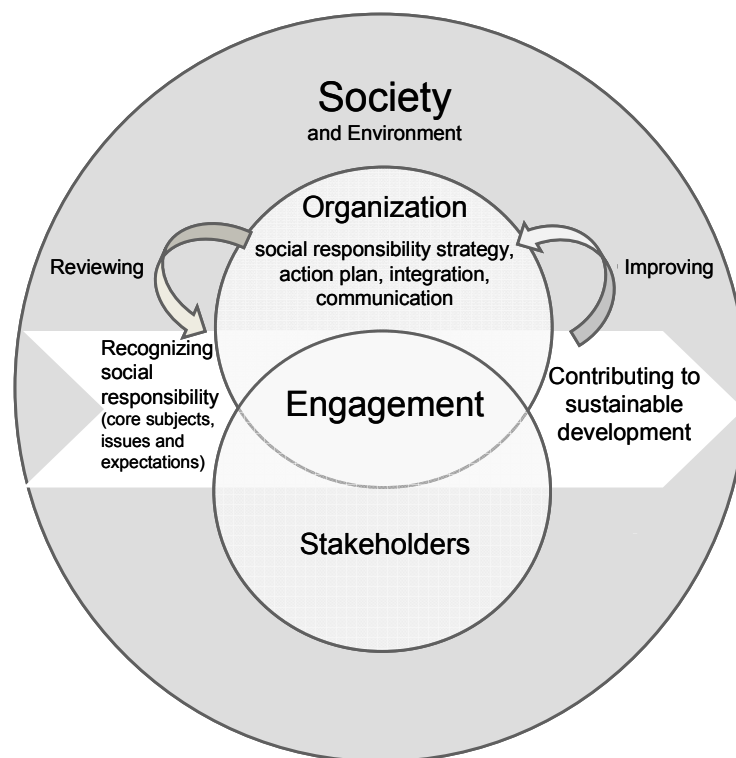 Society
and Environment
Organization
social responsibility strategy,
action plan, integration,
communication
Reviewing
Improving
Recognizing
social
responsibility
(core subjects,
issues and
expectations)
Engagement
Contributing to
sustainable
development
Stakeholders